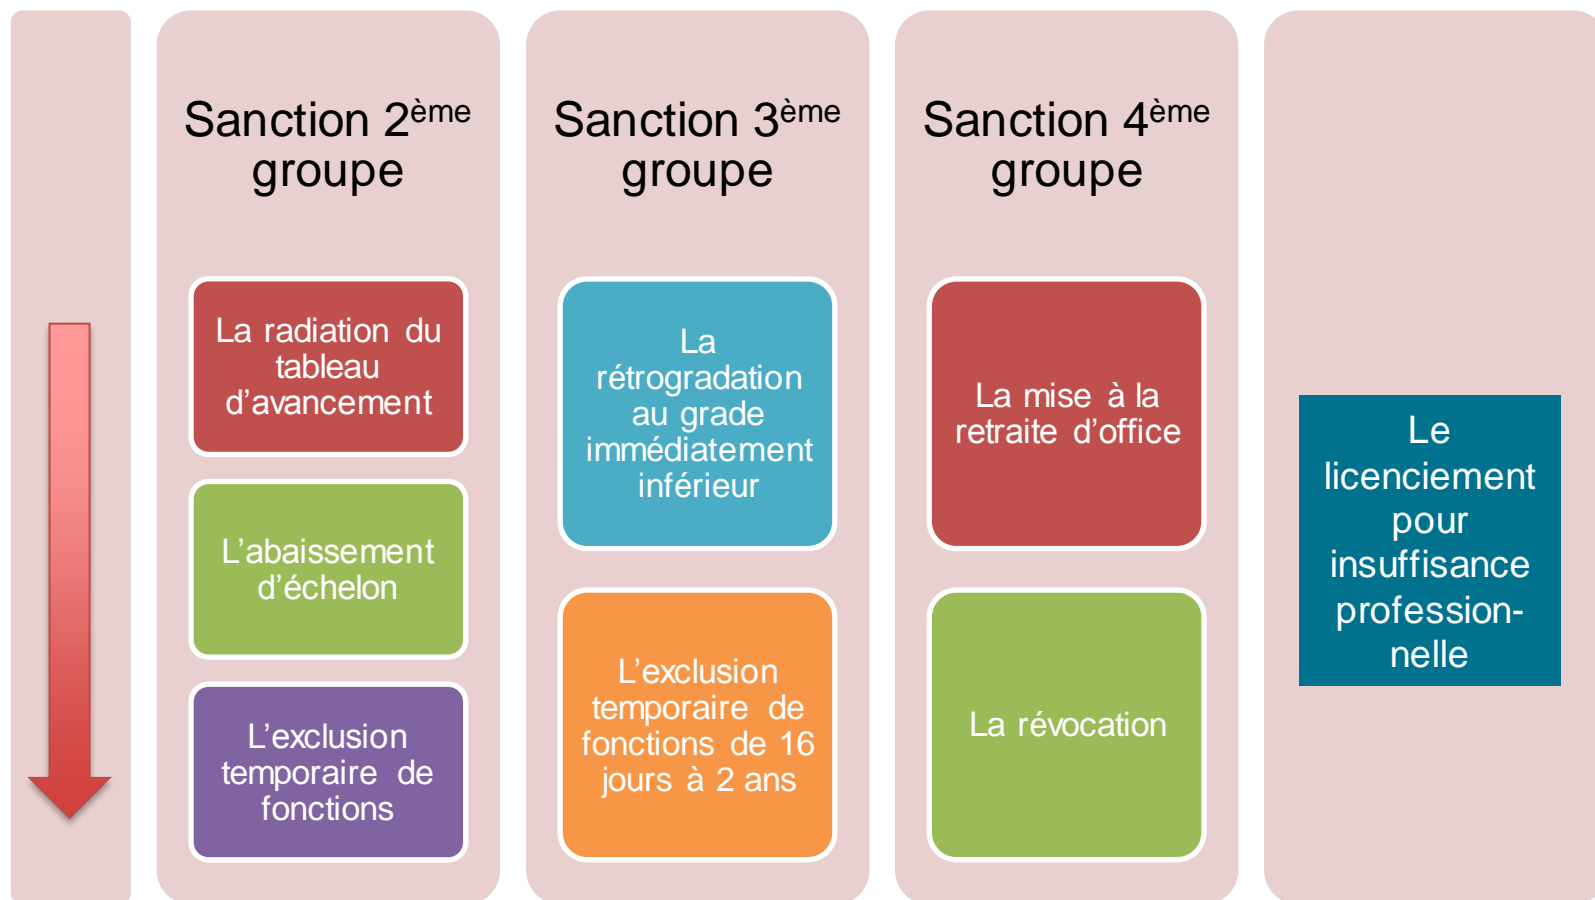 Sanction 2ème
groupe
La radiation du
tableau
d’avancement
L’abaissement
d’échelon
L’exclusion
temporaire de
fonctions
Sanction 3ème
groupe
La
rétrogradation
au grade
immédiatement
inférieur
L’exclusion
temporaire de
fonctions de 16
jours à 2 ans
Sanction 4ème
groupe
La mise à la
retraite d’office
La révocation
Le
licenciement
pour
insuffisance
profession-
nelle